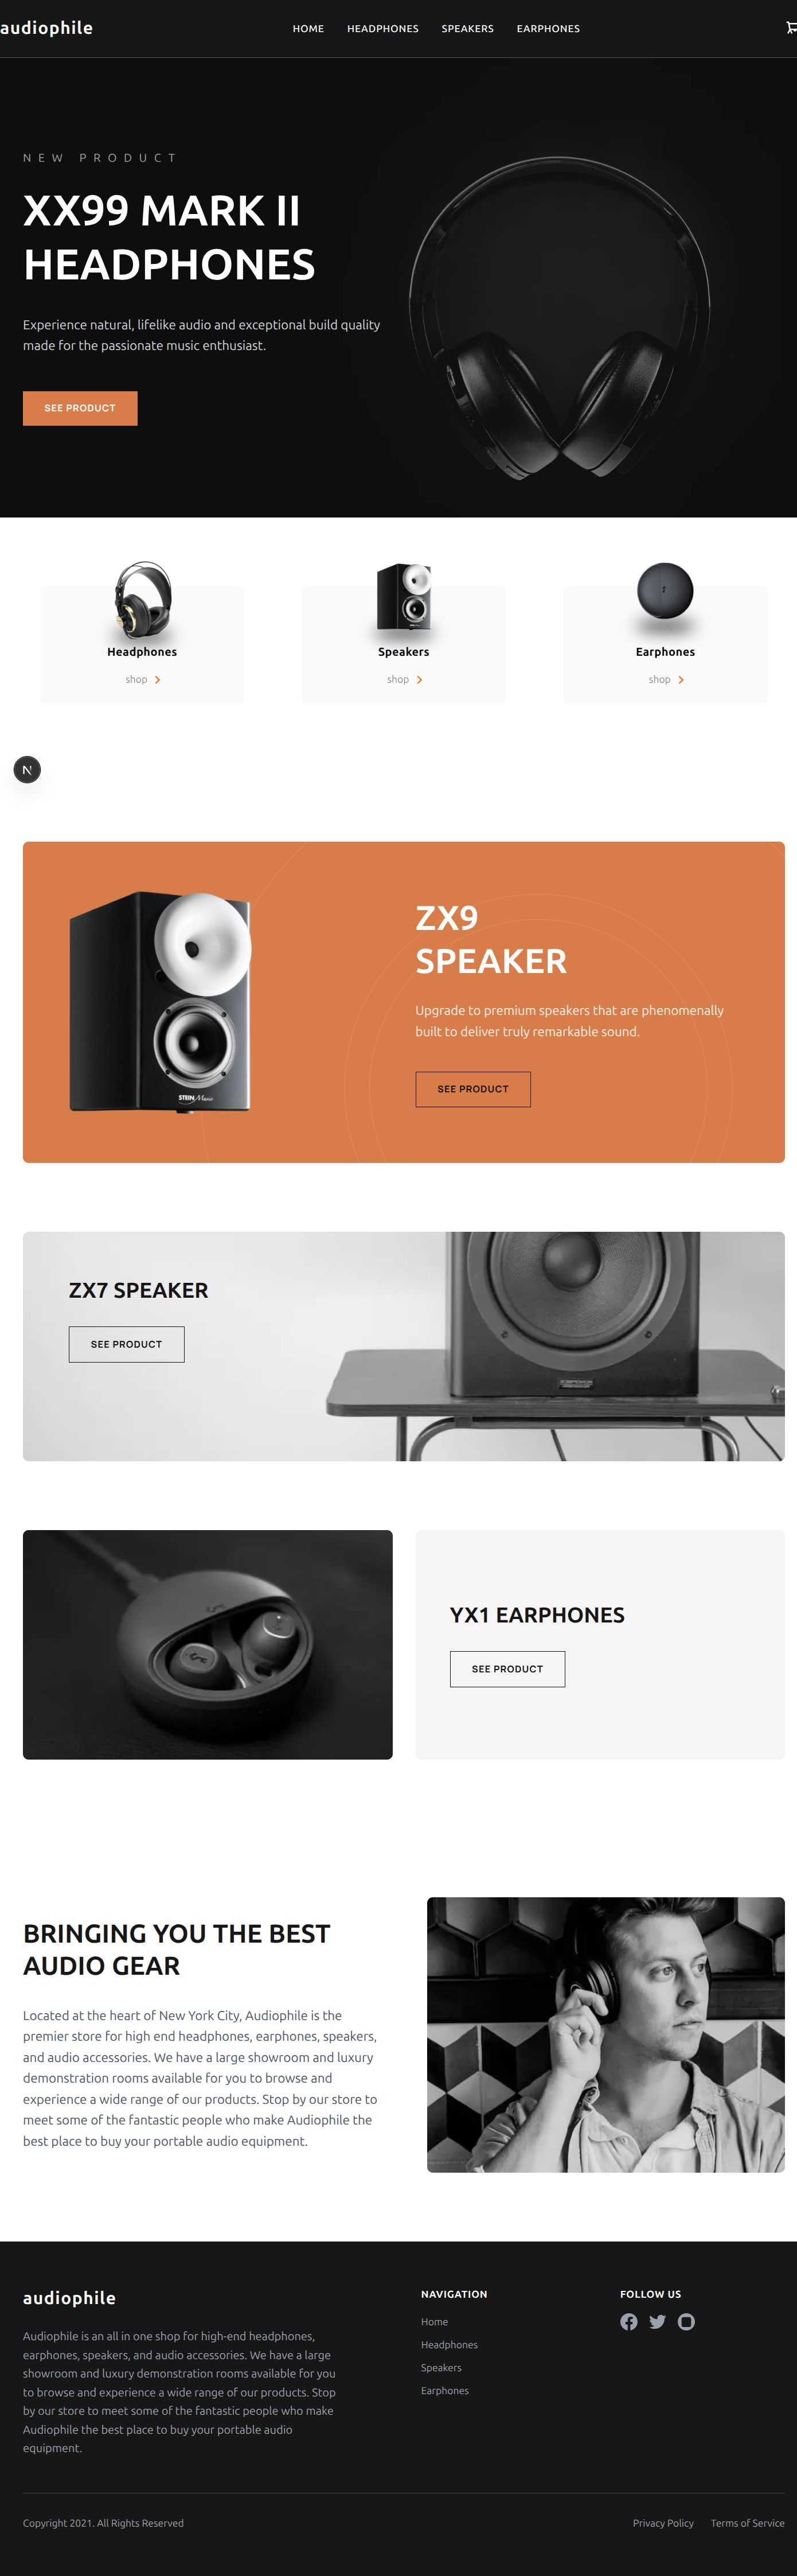 audiophile
HOME HEADPHONES SPEAKERS EARPHONES
NEW PRODUCT
XX99 MARK II
HEADPHONES
Experience natural, lifelike audio and exceptional build quality
made for the passionate music enthusiast.
SEE PRODUCT
Headphones
shop
Speakers
shop
Earphones
shop
N
STEIN Music
ZX9
SPEAKER
Upgrade to premium speakers that are phenomenally
built to deliver truly remarkable sound.
SEE PRODUCT
ZX7 SPEAKER
SEE PRODUCT
YX1 EARPHONES
SEE PRODUCT
BRINGING YOU THE BEST
AUDIO GEAR
Located at the heart of New York City, Audiophile is the
premier store for high end headphones, earphones, speakers,
and audio accessories. We have a large showroom and luxury
demonstration rooms available for you to browse and
experience a wide range of our products. Stop by our store to
meet some of the fantastic people who make Audiophile the
best place to buy your portable audio equipment.
audiophile
Audiophile is an all in one shop for high-end headphones,
earphones, speakers, and audio accessories. We have a large
showroom and luxury demonstration rooms available for you
to browse and experience a wide range of our products. Stop
by our store to meet some of the fantastic people who make
Audiophile the best place to buy your portable audio
equipment.
NAVIGATION
Home
Headphones
Speakers
Earphones
FOLLOW US
Copyright 2021. All Rights Reserved
Privacy Policy Terms of Service